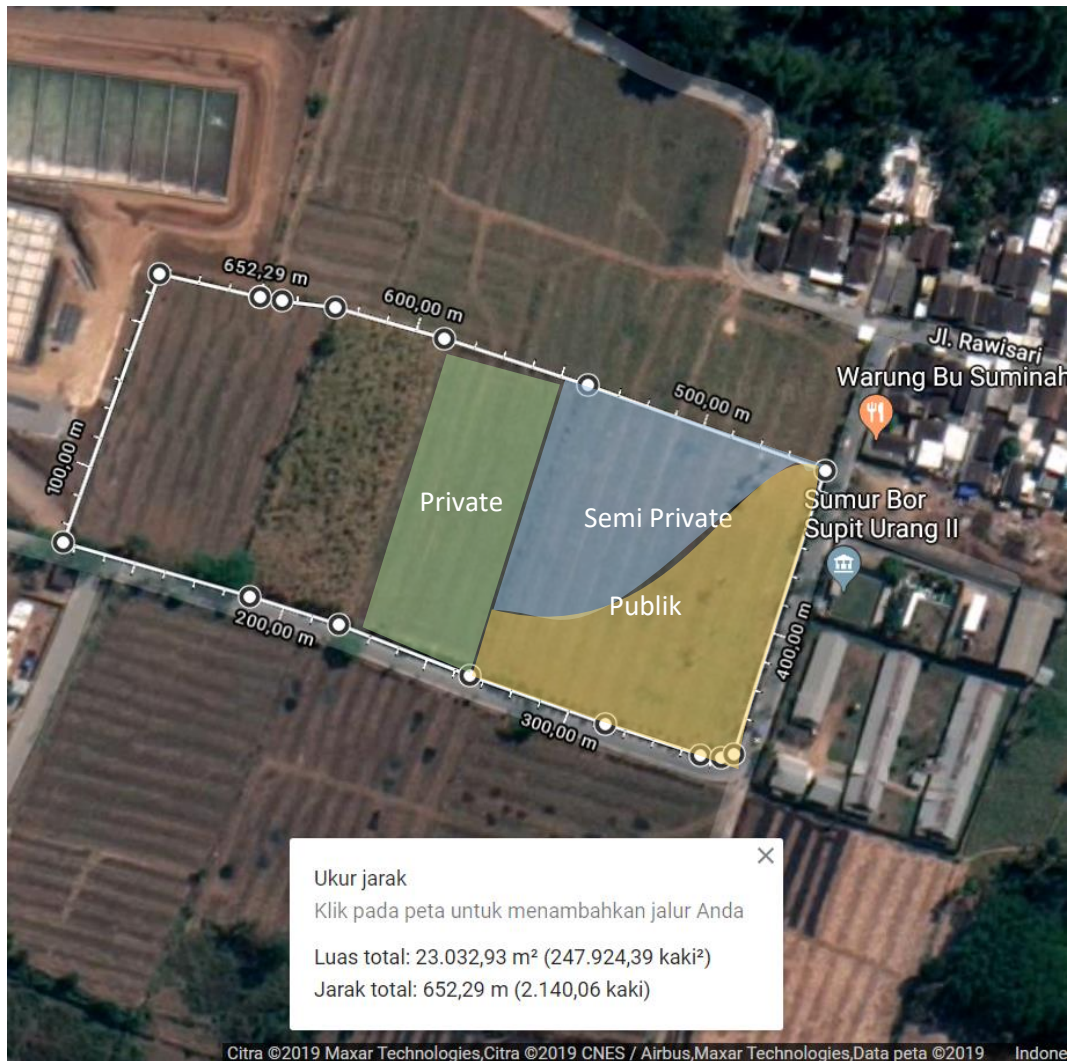 652,29 m
600,00 m
Jl. Rawisari
Warung Bu Suminah
500,00 m
100,00 m
Private
Semi Private
Sumur Bor
Supit Urang II
Publik
200,00 m
400,00 m
300,00 m
Ukur jarak
Klik pada peta untuk menambahkan jalur Anda
Luas total: 23.032,93 m² (247.924,39 kaki²)
Jarak total: 652,29 m (2.140,06 kaki)
Citra ©2019 Maxar Technologies,Citra ©2019 CNES / Airbus,Maxar Technologies,Data peta ©2019 Indone